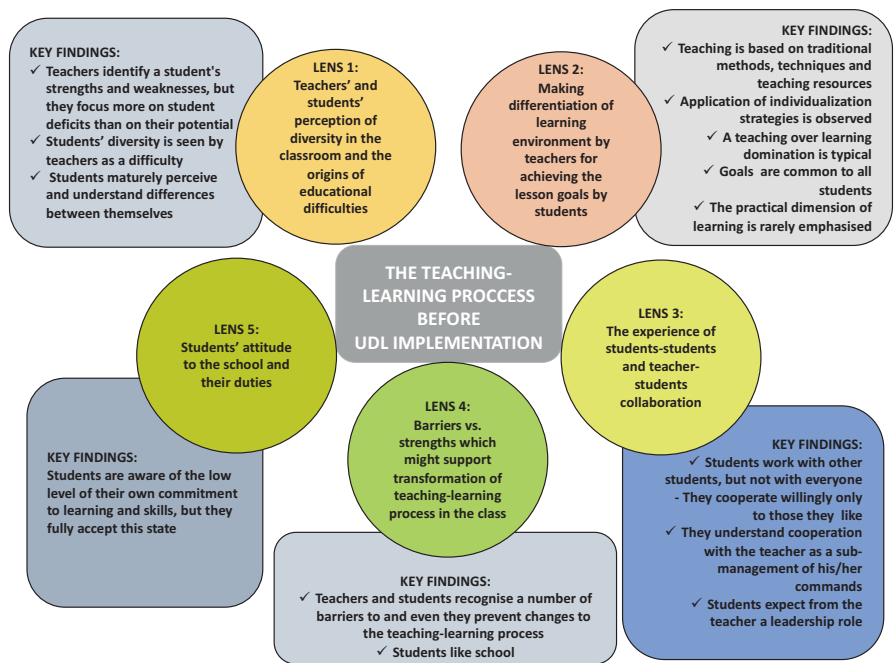 KEY FINDINGS:
✓ Teachers identify a student's
strengths and weaknesses, but
they focus more on student
deficits than on their potential
✓ Students' diversity is seen by
teachers as a difficulty
✓ Students maturely perceive
and understand differences
between themselves
LENS 1:
Teachers' and
students'
perception of
diversity in the
classroom and the
origins of
educational
difficulties
LENS 2:
Making
differentiation of
learning
environment by
teachers for
achieving the
lesson goals by
students
KEY FINDINGS:
✓ Teaching is based on traditional
methods, techniques and
teaching resources
✓ Application of individualization
strategies is observed
✓ A teaching over learning
domination is typical
✓ Goals are common to all
students
✓ The practical dimension of
learning is rarely emphasised
THE TEACHING-
LEARNING PROCCESS
BEFORE
UDL IMPLEMENTATION
LENS 5:
Students' attitude
to the school and
their duties
LENS 3:
The experience of
students-students
and teacher-
students
collaboration
LENS 4:
Barriers vs.
strengths which
might support
transformation of
teaching-learning
process in the class
KEY FINDINGS:
Students are aware of the low
level of their own commitment
to learning and skills, but they
fully accept this state
KEY FINDINGS:
✓ Students work with other
students, but not with everyone
- They cooperate willingly only
to those they like
✓ They understand cooperation
with the teacher as a sub-
management of his/her
commands
✓ Students expect from the
teacher a leadership role
KEY FINDINGS:
✓ Teachers and students recognise a number of
barriers to and even they prevent changes to
the teaching-learning process
✓ Students like school